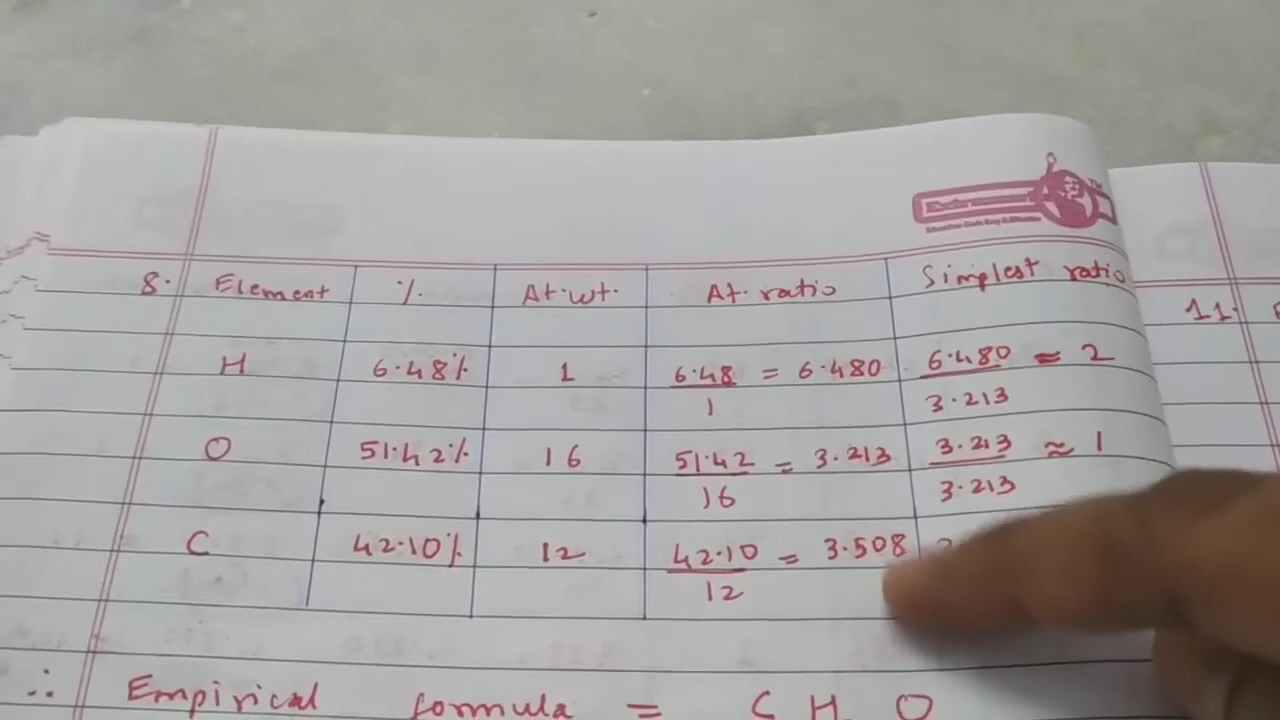 8. Element % At.wt. At. ratio Simplest ratio
11.
H 6.48% 1 6.48/1 = 6.480 6.480/3.213 ≈ 2
O 51.42% 16 51.42/16 = 3.213 3.213/3.213 ≈ 1
C 42.10% 12 42.10/12 = 3.508
∴ Empirical formula = C H O